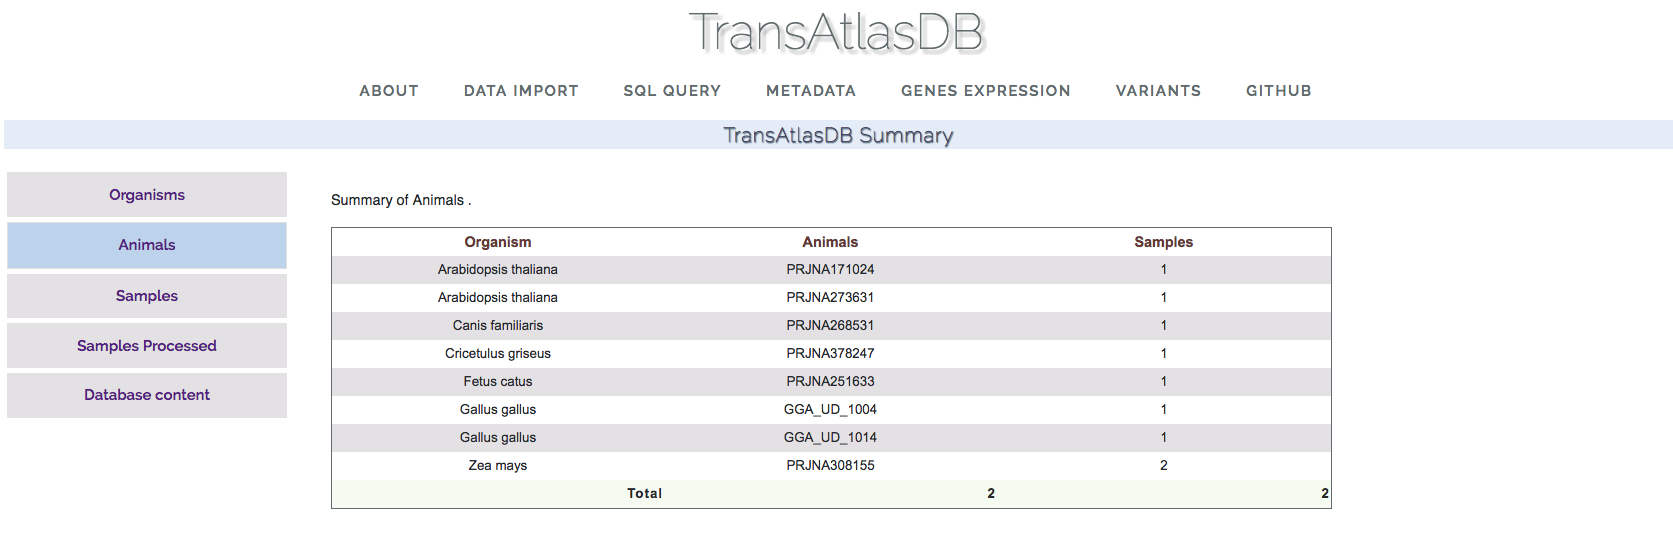 TransAtlasDB
ABOUT DATA IMPORT SQL QUERY METADATA GENES EXPRESSION VARIANTS GITHUB
TransAtlasDB Summary
Organisms
Animals
Samples
Samples Processed
Database content
Summary of Animals .
Organism Animals Samples
Arabidopsis thaliana PRJNA171024 1
Arabidopsis thaliana PRJNA273631 1
Canis familiaris PRJNA268531 1
Cricetulus griseus PRJNA378247 1
Fetus catus PRJNA251633 1
Gallus gallus GGA_UD_1004 1
Gallus gallus GGA_UD_1014 1
Zea mays PRJNA308155 2
Total 2 2